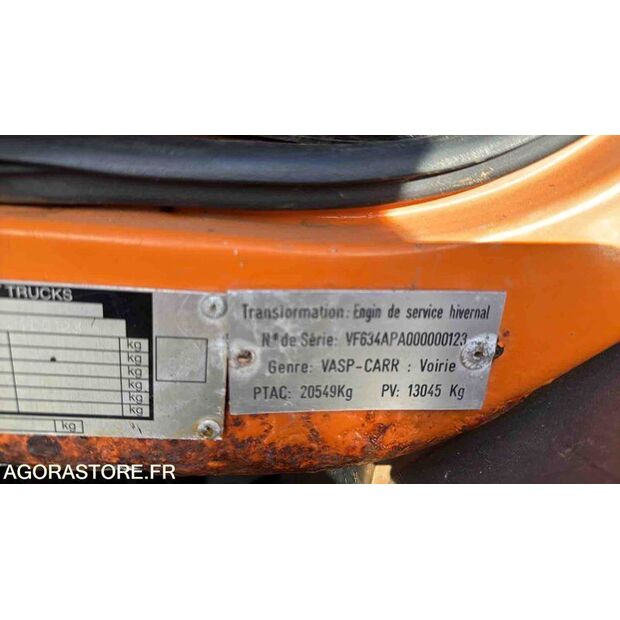 TRUCKS
kg
kg
kg
kg
kg
kg
kg
Transformation: Engin de service hivernal
N° de Série: VF634APA000000123
Genre: VASP-CARR : Voirie
PTAC: 20549Kg PV: 13045 Kg
AGORASTORE.FR